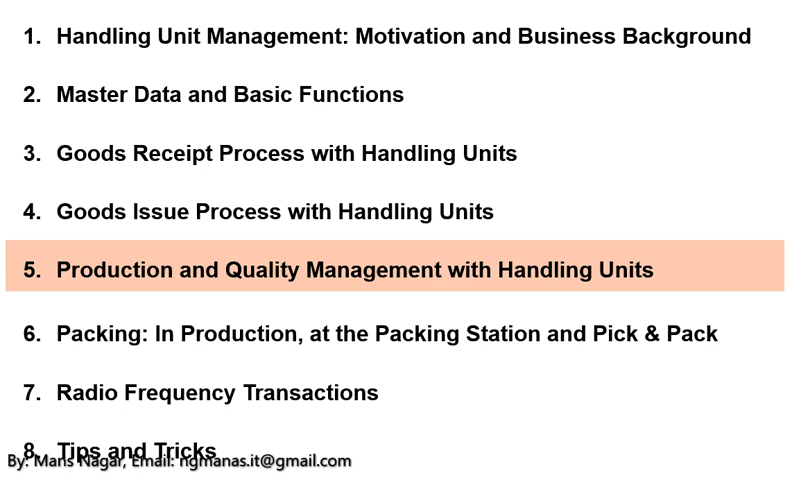 1. Handling Unit Management: Motivation and Business Background
2. Master Data and Basic Functions
3. Goods Receipt Process with Handling Units
4. Goods Issue Process with Handling Units
5. Production and Quality Management with Handling Units
6. Packing: In Production, at the Packing Station and Pick & Pack
7. Radio Frequency Transactions
8. Tips and Tricks
By: Mans Nagar, Email: ngmanas.it@gmail.com